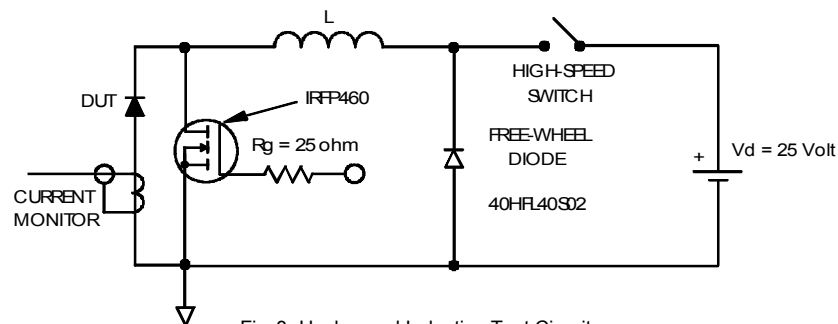 L
HIGH-SPEED
SWITCH
DUT
IRFP460
Rg = 25 ohm
FREE-WHEEL
DIODE
40HFL40S02
+
Vd = 25 Volt
CURRENT
MONITOR